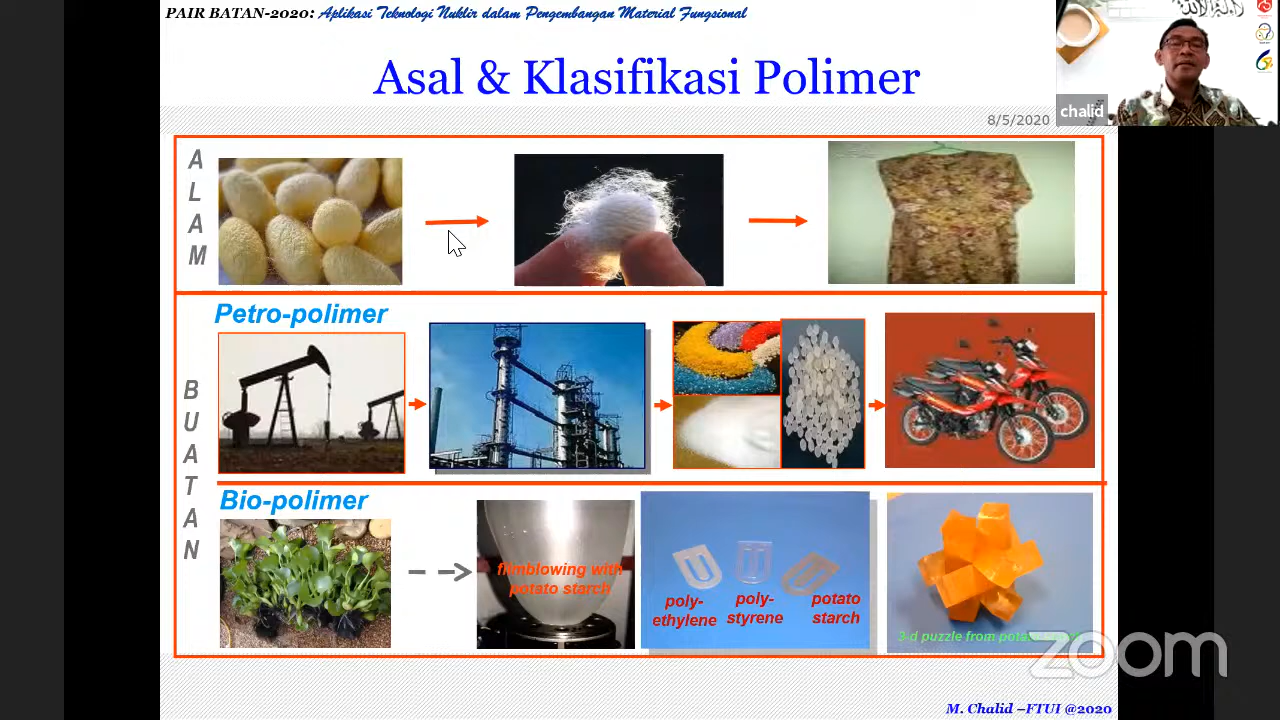 PAIR BATAN-2020: Aplikasi Teknologi Nuklir dalam Pengembangan Material Fungsional
Asal & Klasifikasi Polimer
8/5/2020
chalid
ALAM
BUATAN
Petro-polimer
Bio-polimer
filmblowing with
potato starch
poly-
ethylene
poly-
styrene
potato
starch
3-d puzzle from
zoom
M. Chalid –FTUI @2020